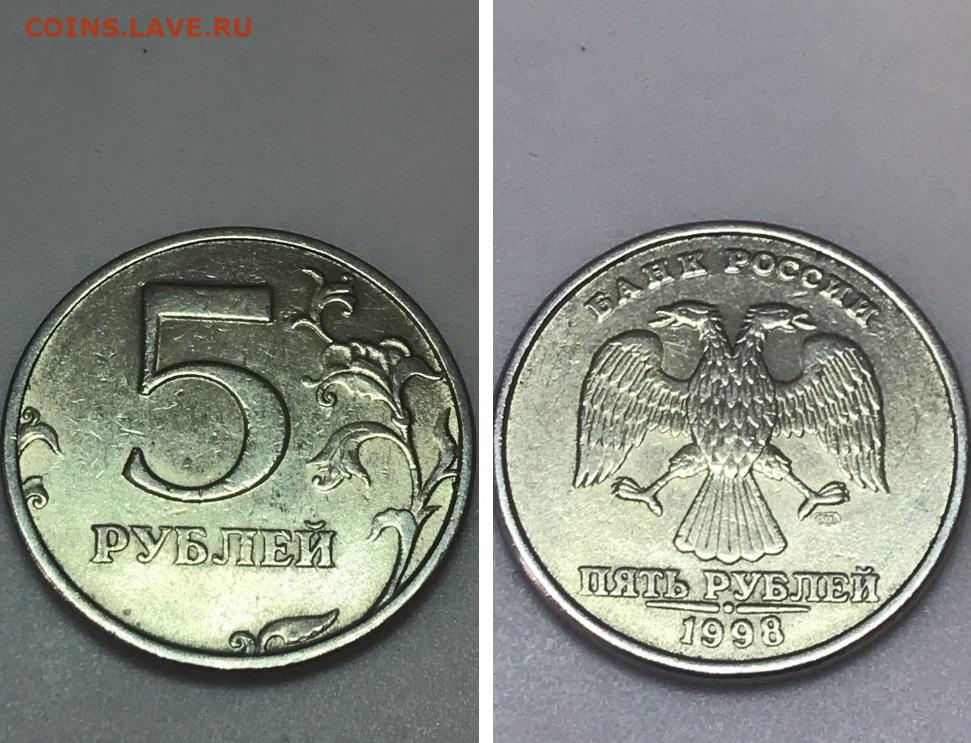 COINS.LAVE.RU
5
РУБЛЕЙ
БАНК РОССИИ
ПЯТЬ РУБЛЕЙ
1998